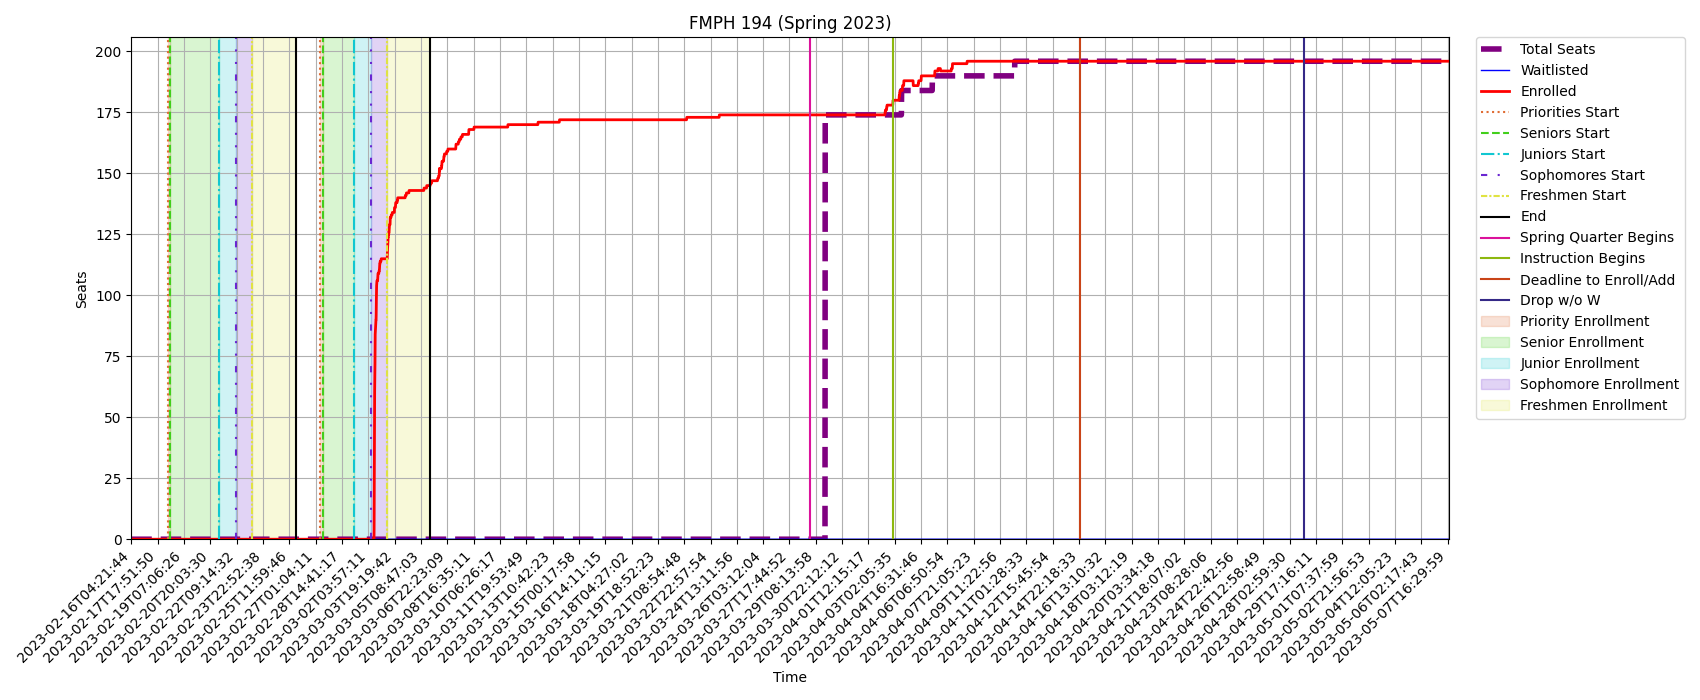 FMPH 194 (Spring 2023)
Seats
200
175
150
125
100
75
50
25
0
2023-02-16T04:21:44
2023-02-17T17:51:50
2023-02-19T07:06:26
2023-02-20T20:03:30
2023-02-22T09:14:32
2023-02-23T22:52:38
2023-02-25T11:59:46
2023-02-27T01:04:11
2023-02-28T14:41:17
2023-03-02T03:57:11
2023-03-03T19:19:42
2023-03-05T08:47:03
2023-03-06T22:23:09
2023-03-08T16:35:11
2023-03-10T06:26:17
2023-03-11T19:53:49
2023-03-13T10:42:23
2023-03-15T00:17:58
2023-03-16T14:11:15
2023-03-18T04:27:02
2023-03-19T18:52:23
2023-03-21T08:54:48
2023-03-22T22:57:54
2023-03-24T13:11:56
2023-03-26T03:12:04
2023-03-27T17:44:52
2023-03-29T08:13:58
2023-03-30T22:12:12
2023-04-01T12:15:17
2023-04-03T02:05:35
2023-04-04T16:31:46
2023-04-06T06:50:54
2023-04-07T21:05:23
2023-04-09T11:22:56
2023-04-11T01:28:33
2023-04-12T15:45:54
2023-04-14T22:18:33
2023-04-16T13:10:32
2023-04-18T03:12:19
2023-04-20T03:34:18
2023-04-21T18:07:02
2023-04-23T08:28:06
2023-04-24T22:42:56
2023-04-26T12:58:49
2023-04-28T02:59:30
2023-04-29T17:16:11
2023-05-01T07:37:59
2023-05-02T21:56:53
2023-05-04T12:05:23
2023-05-06T02:17:43
2023-05-07T16:29:59
Time
Total Seats
Waitlisted
Enrolled
Priorities Start
Seniors Start
Juniors Start
Sophomores Start
Freshmen Start
End
Spring Quarter Begins
Instruction Begins
Deadline to Enroll/Add
Drop w/o W
Priority Enrollment
Senior Enrollment
Junior Enrollment
Sophomore Enrollment
Freshmen Enrollment